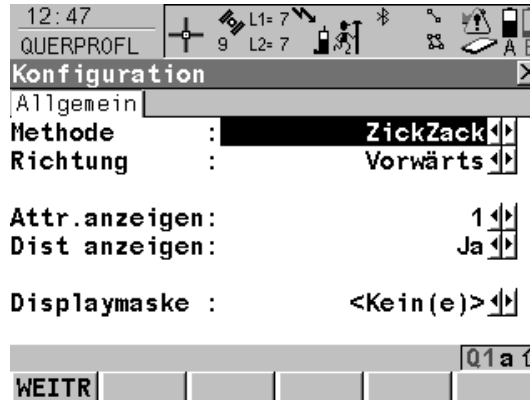 12:47
L1= 7
QUERPROFL
9 L2= 7
A
Konfiguration
Allgemein
Methode : ZickZack
Richtung : Vorwärts
Attr.anzeigen: 1
Dist anzeigen: Ja
Displaymaske : <Kein(e)>
Q1 a
WEITR